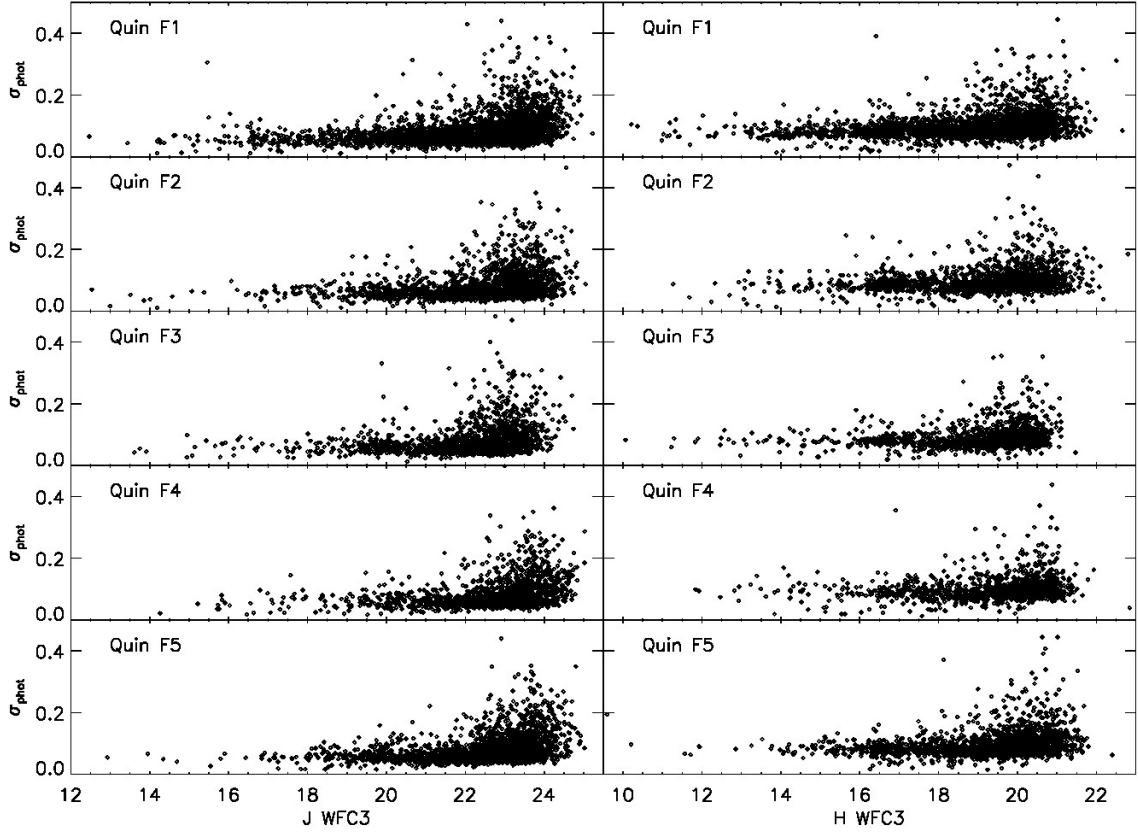 0.4 Quin F1 Quin F1
0.2
σphot
0.0
0.4 Quin F2 Quin F2
0.2
σphot
0.0
0.4 Quin F3 Quin F3
0.2
σphot
0.0
0.4 Quin F4 Quin F4
0.2
σphot
0.0
0.4 Quin F5 Quin F5
0.2
σphot
0.0
12 14 16 18 20 22 24 10 12 14 16 18 20 22
J WFC3 H WFC3